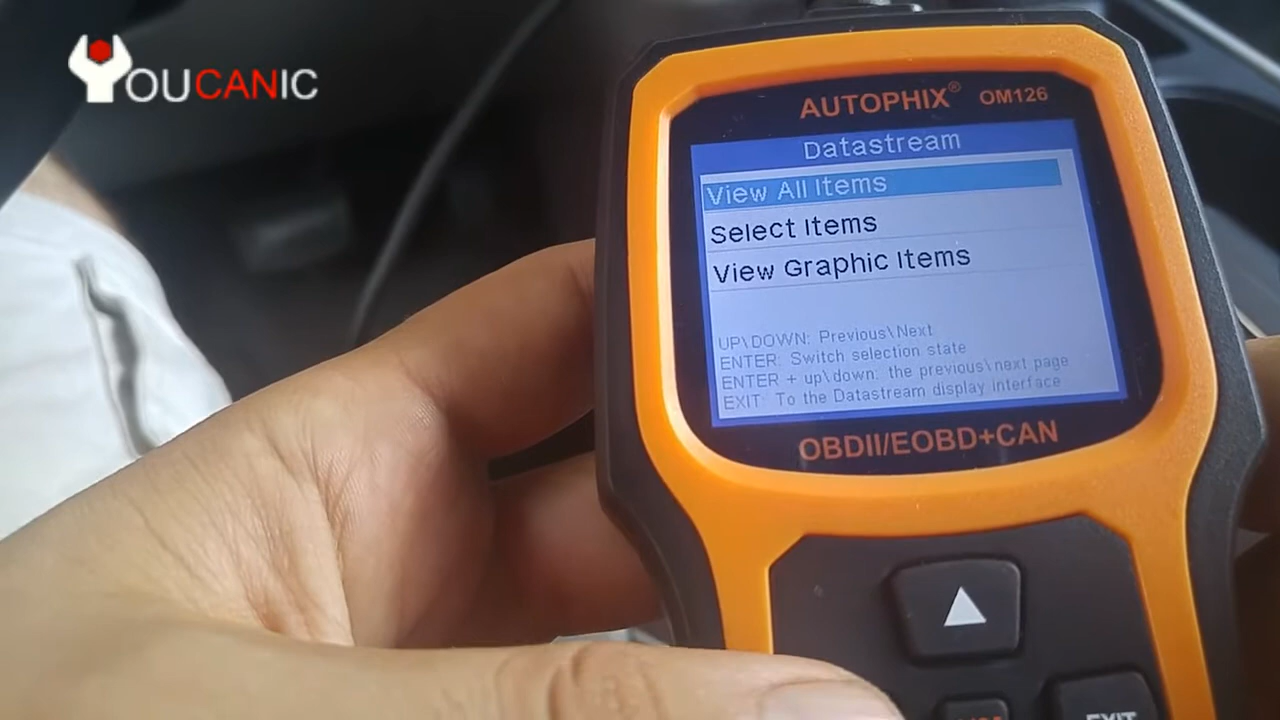 YOUCANIC
AUTOPHIX® OM126
Datastream
View All Items
Select Items
View Graphic Items
UP\DOWN: Previous\Next
ENTER: Switch selection state
ENTER + up\down: the previous\next page
EXIT: To the Datastream display interface
OBDII/EOBD+CAN
EXIT